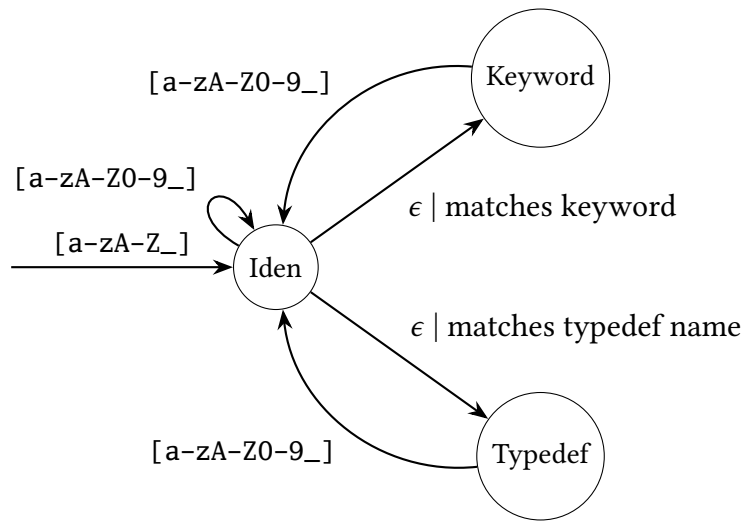 [a-zA-Z0-9_]
Keyword
[a-zA-Z0-9_]
ϵ | matches keyword
[a-zA-Z_]
Iden
ϵ | matches typedef name
[a-zA-Z0-9_]
Typedef